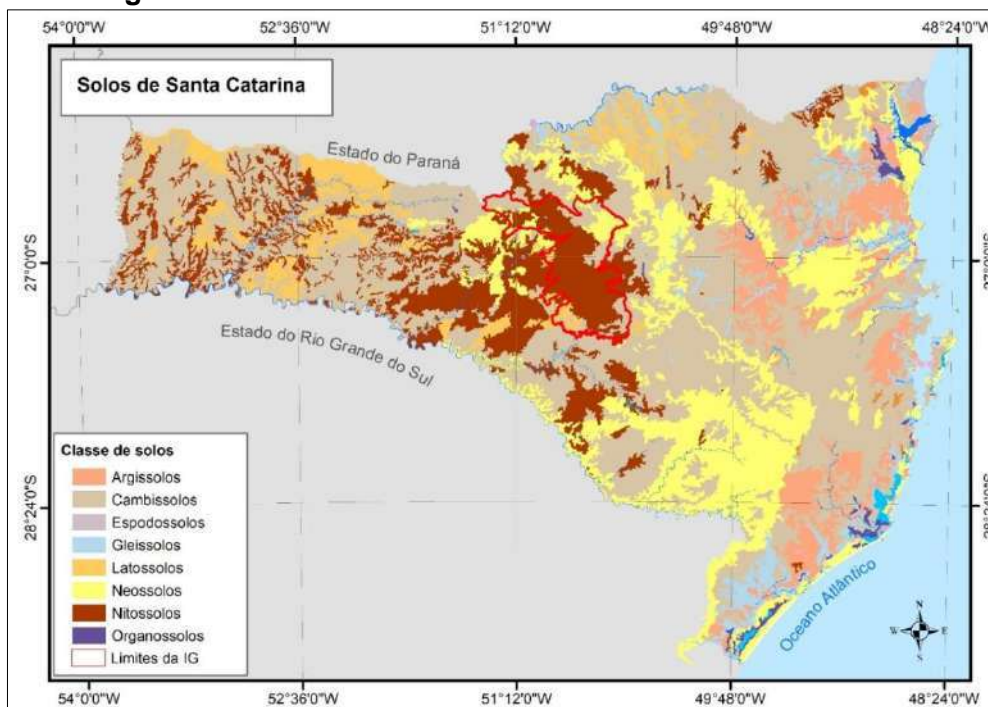 54°0'0"W 52°36'0"W 51°12'0"W 49°48'0"W 48°24'0"W
Solos de Santa Catarina
Estado do Paraná
27°0'0"S
Estado do Rio Grande do Sul
Classe de solos
Argissolos
Cambissolos
Espodossolos
Gleissolos
Latossolos
Neossolos
Nitossolos
Organossolos
Limites da IG
28°24'0"S
Oceano Atlântico
N
W E
S
54°0'0"W 52°36'0"W 51°12'0"W 49°48'0"W 48°24'0"W